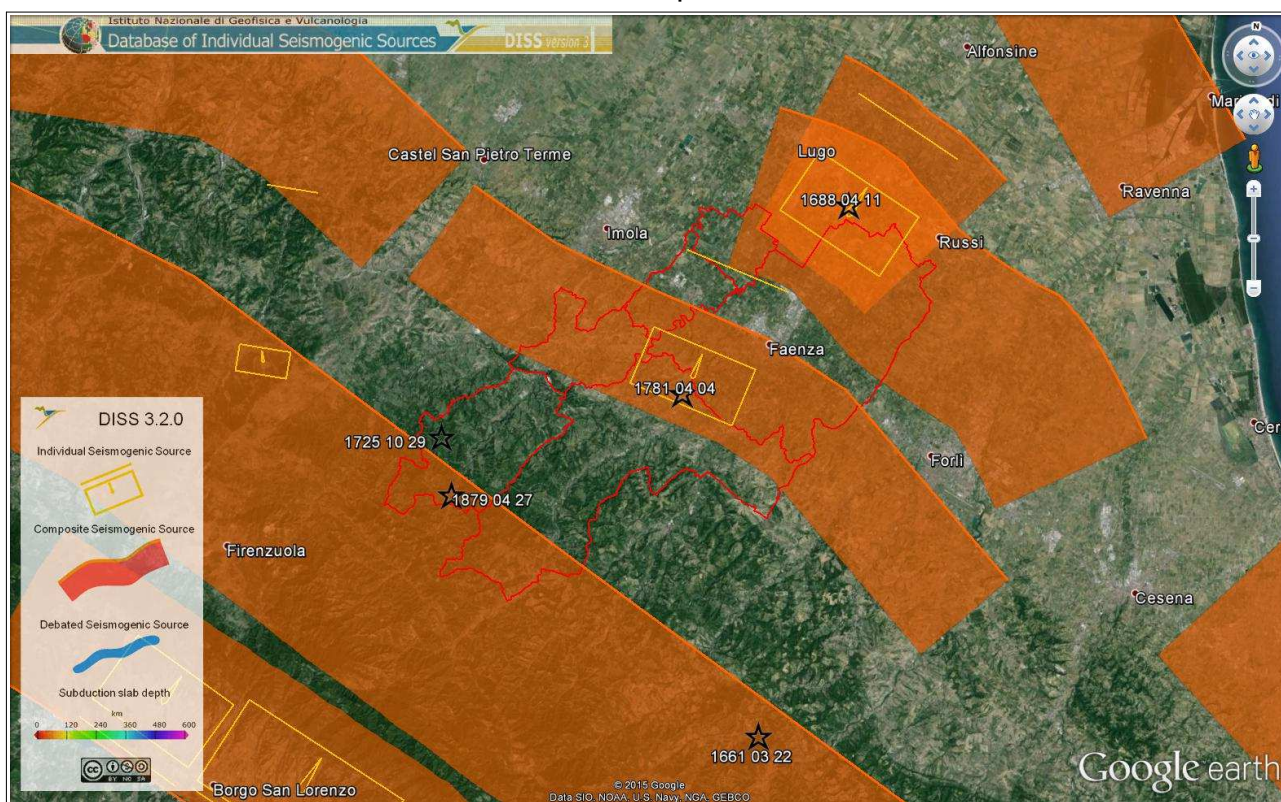 Istituto Nazionale di Geofisica e Vulcanologia
Database of Individual Seismogenic Sources
DISS version 3
N
Alfonsine
Castel San Pietro Terme
Lugo
1688 04 11
Ravenna
Imola
Russi
Faenza
1781 04 04
1725 10 29
1879 04 27
Forlì
Firenzuola
Cesena
1661 03 22
Borgo San Lorenzo
DISS 3.2.0
Individual Seismogenic Source
Composite Seismogenic Source
Debated Seismogenic Source
Subduction slab depth
km
0 120 240 360 480 600
cc
BY NC SA
© 2015 Google
Data SIO, NOAA, U.S. Navy, NGA, GEBCO
Google earth